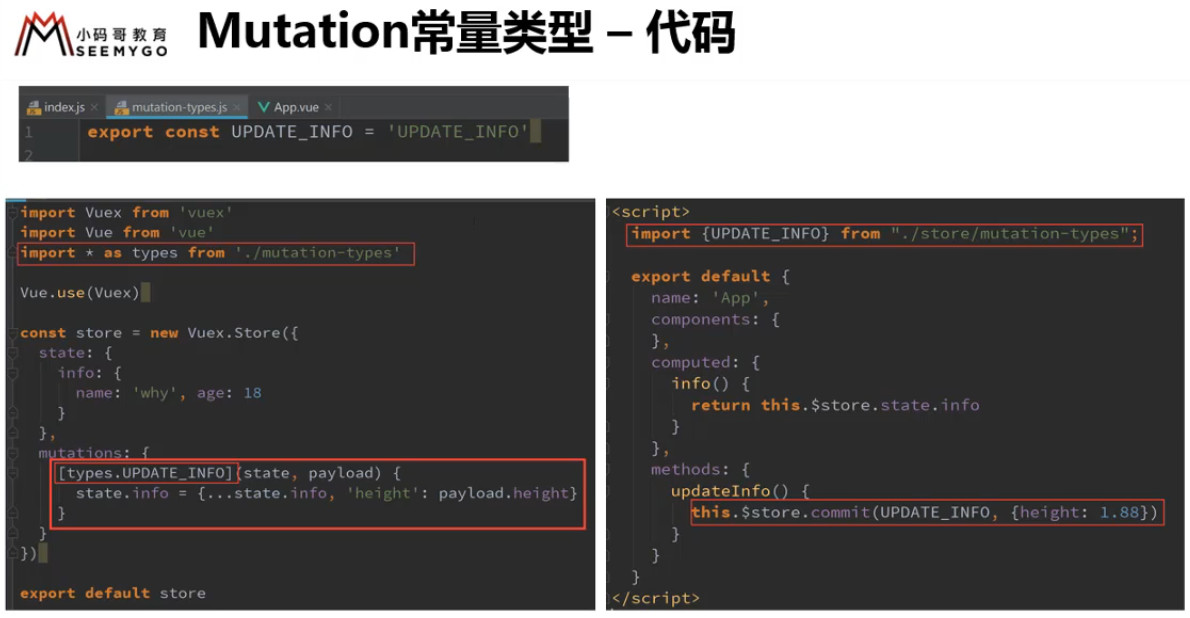 小码哥教育
SEEMYGO
Mutation常量类型 – 代码
index.js × mutation-types.js × App.vue ×
1 export const UPDATE_INFO = 'UPDATE_INFO'
2
import Vuex from 'vuex'
import Vue from 'vue'
import * as types from './mutation-types'
Vue.use(Vuex)
const store = new Vuex.Store({
state: {
info: {
name: 'why', age: 18
}
},
mutations: {
[types.UPDATE_INFO](state, payload) {
state.info = {...state.info, 'height': payload.height}
}
}
})
export default store
<script>
import {UPDATE_INFO} from "./store/mutation-types";
export default {
name: 'App',
components: {
},
computed: {
info() {
return this.$store.state.info
}
},
methods: {
updateInfo() {
this.$store.commit(UPDATE_INFO, {height: 1.88})
}
}
}
</script>